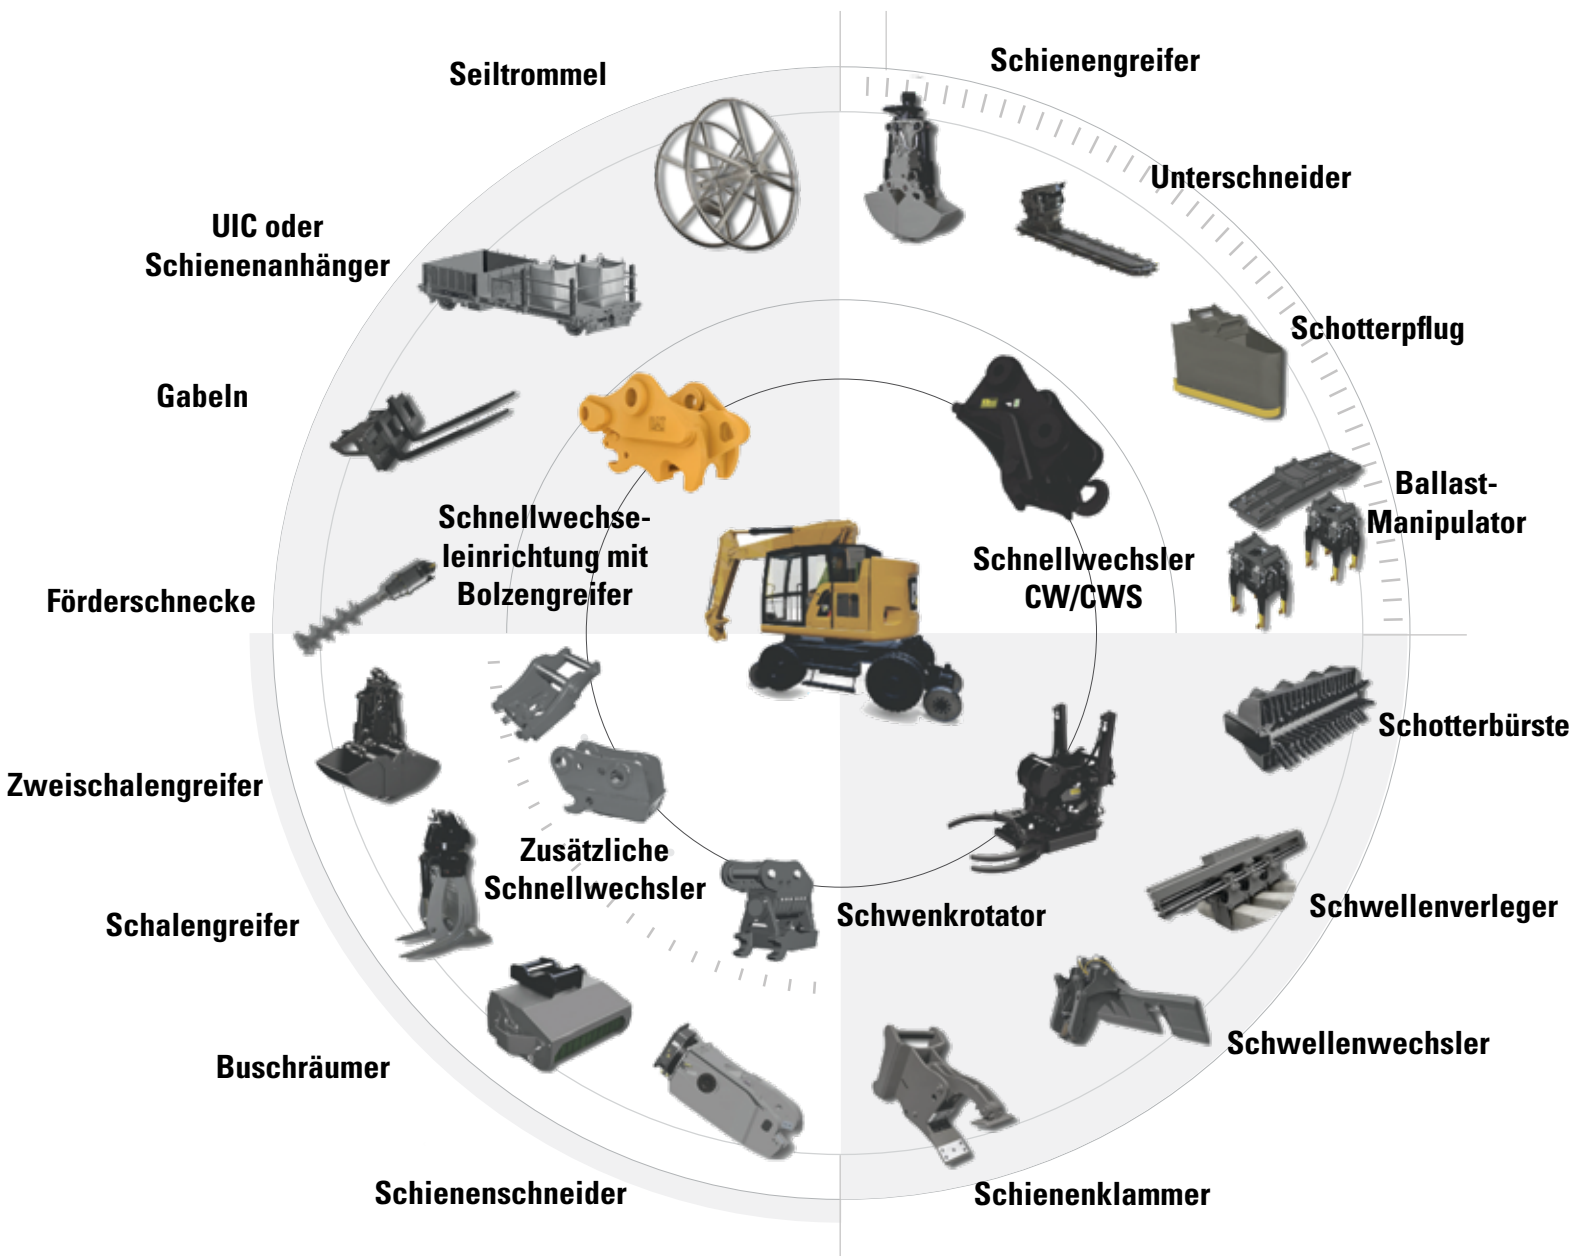 Schienengreifer
Seiltrommel
Unterschneider
UIC oder
Schienenanhänger
Schotterpflug
Gabeln
Ballast-
Manipulator
Schnellwechse-
leinrichtung mit
Bolzengreifer
Schnellwechsler
CW/CWS
Förderschnecke
Schotterbürste
Zweischalengreifer
Zusätzliche
Schnellwechsler
Schwenkrotator
Schwellenverleger
Schalengreifer
Schwellenwechsler
Buschräumer
Schienenschneider
Schienenklammer